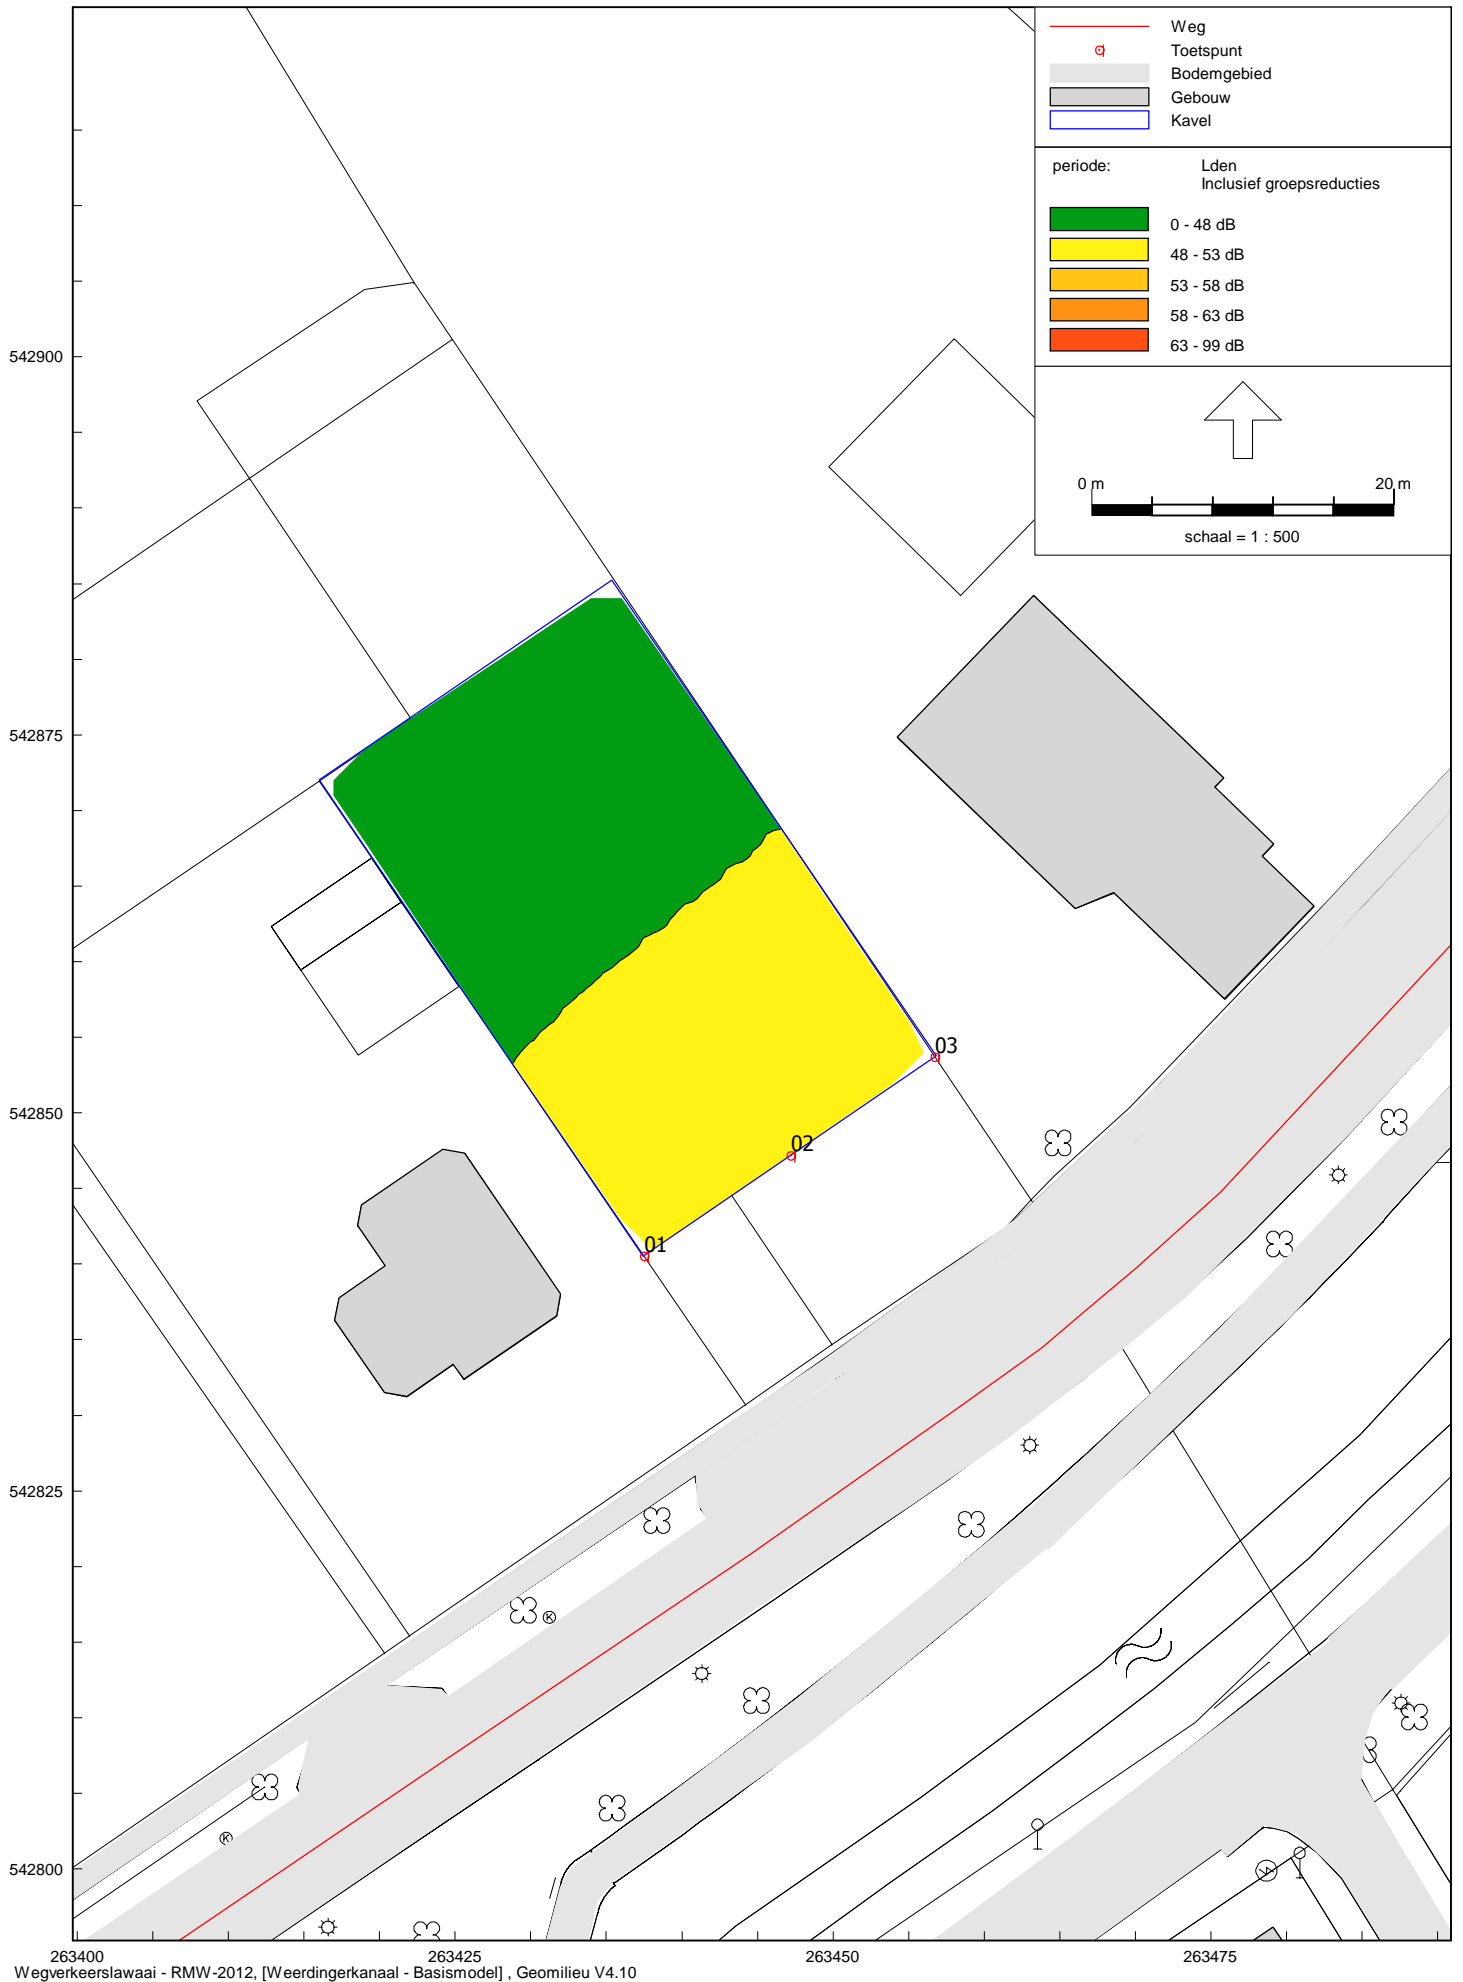 Weg
Toetspunt
Bodemgebied
Gebouw
Kavel
periode: Lden
Inclusief groepsreducties
0 - 48 dB
48 - 53 dB
53 - 58 dB
58 - 63 dB
63 - 99 dB
0 m 20 m
schaal = 1 : 500
542900
542875
03
542850
02
01
542825
K
K
542800
263400 263425 263450 263475
Wegverkeerslawaai - RMW-2012, [Weerdingerkanaal - Basismodel] , Geomilieu V4.10